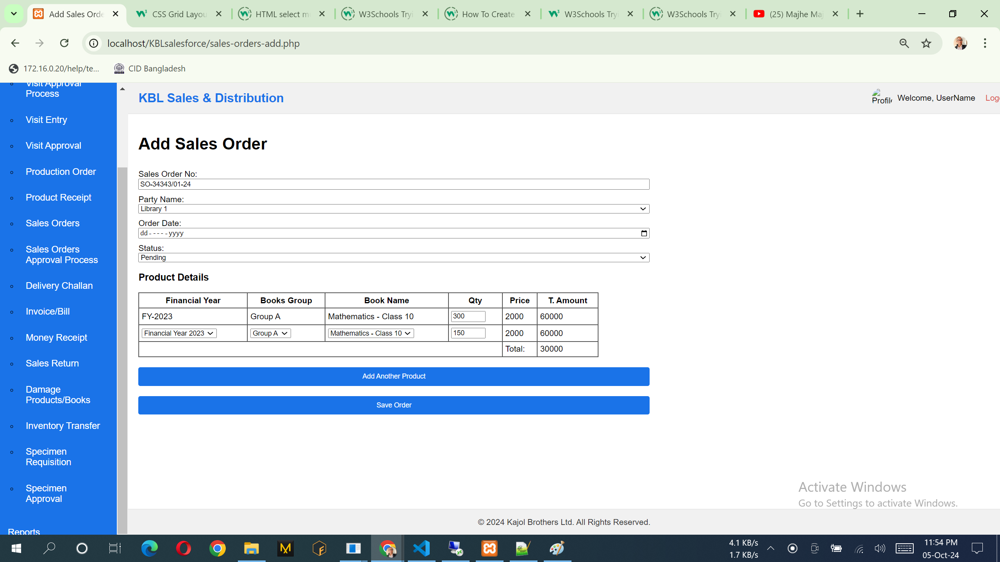 Add Sales Orde
CSS Grid Layou
HTML select m
W3Schools Tryi
How To Create
W3Schools Tryi
W3Schools Tryi
(25) Majhe Maj
localhost/KBLsalesforce/sales-orders-add.php
172.16.0.20/help/te...
CID Bangladesh
Visit Approval
Process
Visit Entry
Visit Approval
Production Order
Product Receipt
Sales Orders
Sales Orders
Approval Process
Delivery Challan
Invoice/Bill
Money Receipt
Sales Return
Damage
Products/Books
Inventory Transfer
Specimen
Requisition
Specimen
Approval
Reports
KBL Sales & Distribution
Profile
Welcome, UserName
Log
Add Sales Order
Sales Order No:
SO-34343/01-24
Party Name:
Library 1
Order Date:
dd-----yyyy
Status:
Pending
Product Details
Financial Year Books Group Book Name Qty Price T. Amount
FY-2023 Group A Mathematics - Class 10 300 2000 60000
Financial Year 2023 Group A Mathematics - Class 10 150 2000 60000
Total: 30000
Add Another Product
Save Order
Activate Windows
Go to Settings to activate Windows.
© 2024 Kajol Brothers Ltd. All Rights Reserved.
4.1 KB/s
1.7 KB/s
11:54 PM
05-Oct-24